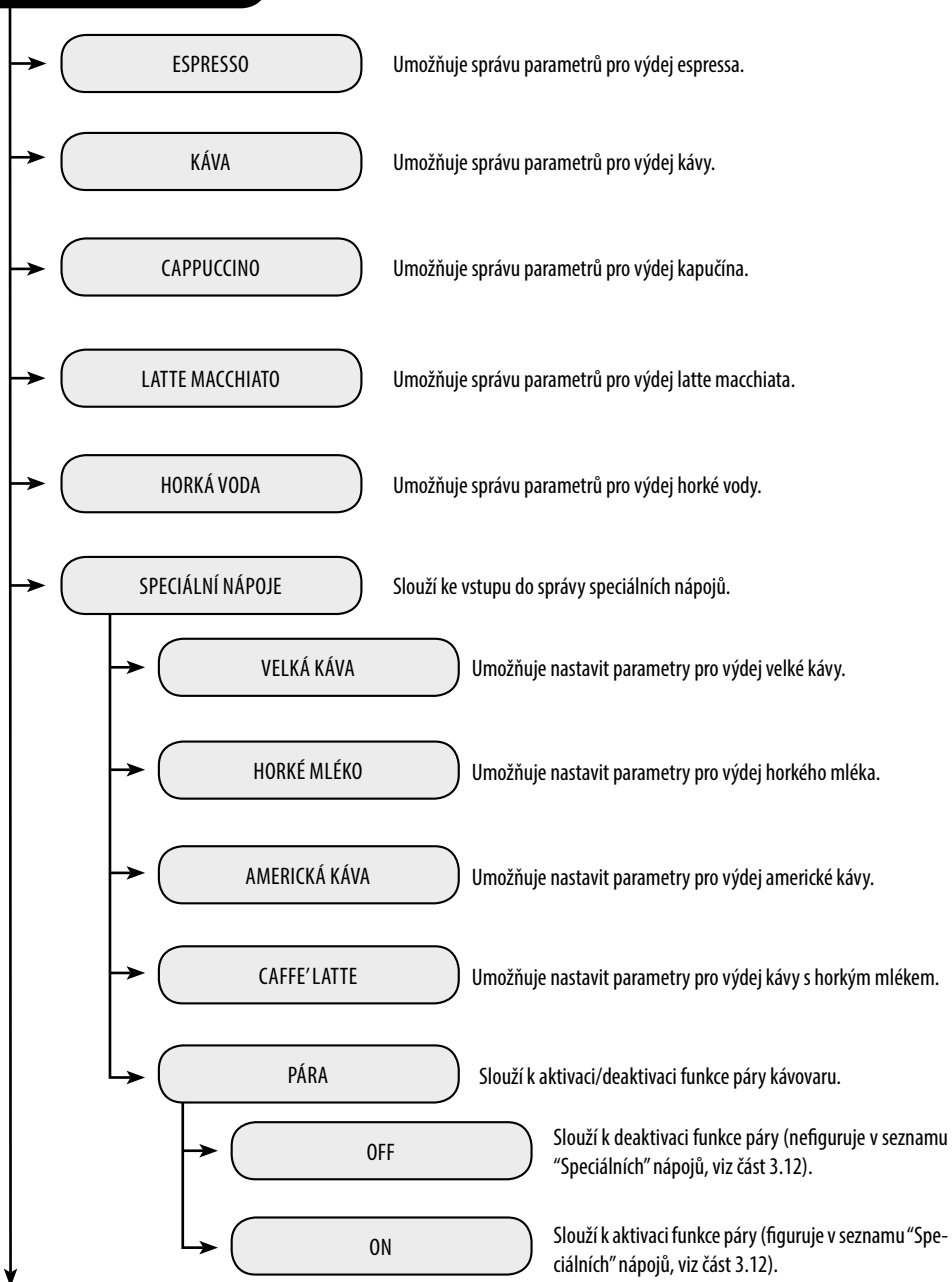 ESPRESSO
Umožňuje správu parametrů pro výdej espressa.
KÁVA
Umožňuje správu parametrů pro výdej kávy.
CAPPUCCINO
Umožňuje správu parametrů pro výdej kapučína.
LATTE MACCHIATO
Umožňuje správu parametrů pro výdej latte macchiata.
HORKÁ VODA
Umožňuje správu parametrů pro výdej horké vody.
SPECIÁLNÍ NÁPOJE
Slouží ke vstupu do správy speciálních nápojů.
VELKÁ KÁVA
Umožňuje nastavit parametry pro výdej velké kávy.
HORKÉ MLÉKO
Umožňuje nastavit parametry pro výdej horkého mléka.
AMERICKÁ KÁVA
Umožňuje nastavit parametry pro výdej americké kávy.
CAFFE’ LATTE
Umožňuje nastavit parametry pro výdej kávy s horkým mlékem.
PÁRA
Slouží k aktivaci/deaktivaci funkce páry kávovaru.
OFF
Slouží k deaktivaci funkce páry (nefiguruje v seznamu
“Speciálních” nápojů, viz část 3.12).
ON
Slouží k aktivaci funkce páry (figuruje v seznamu “Spe-
ciálních” nápojů, viz část 3.12).